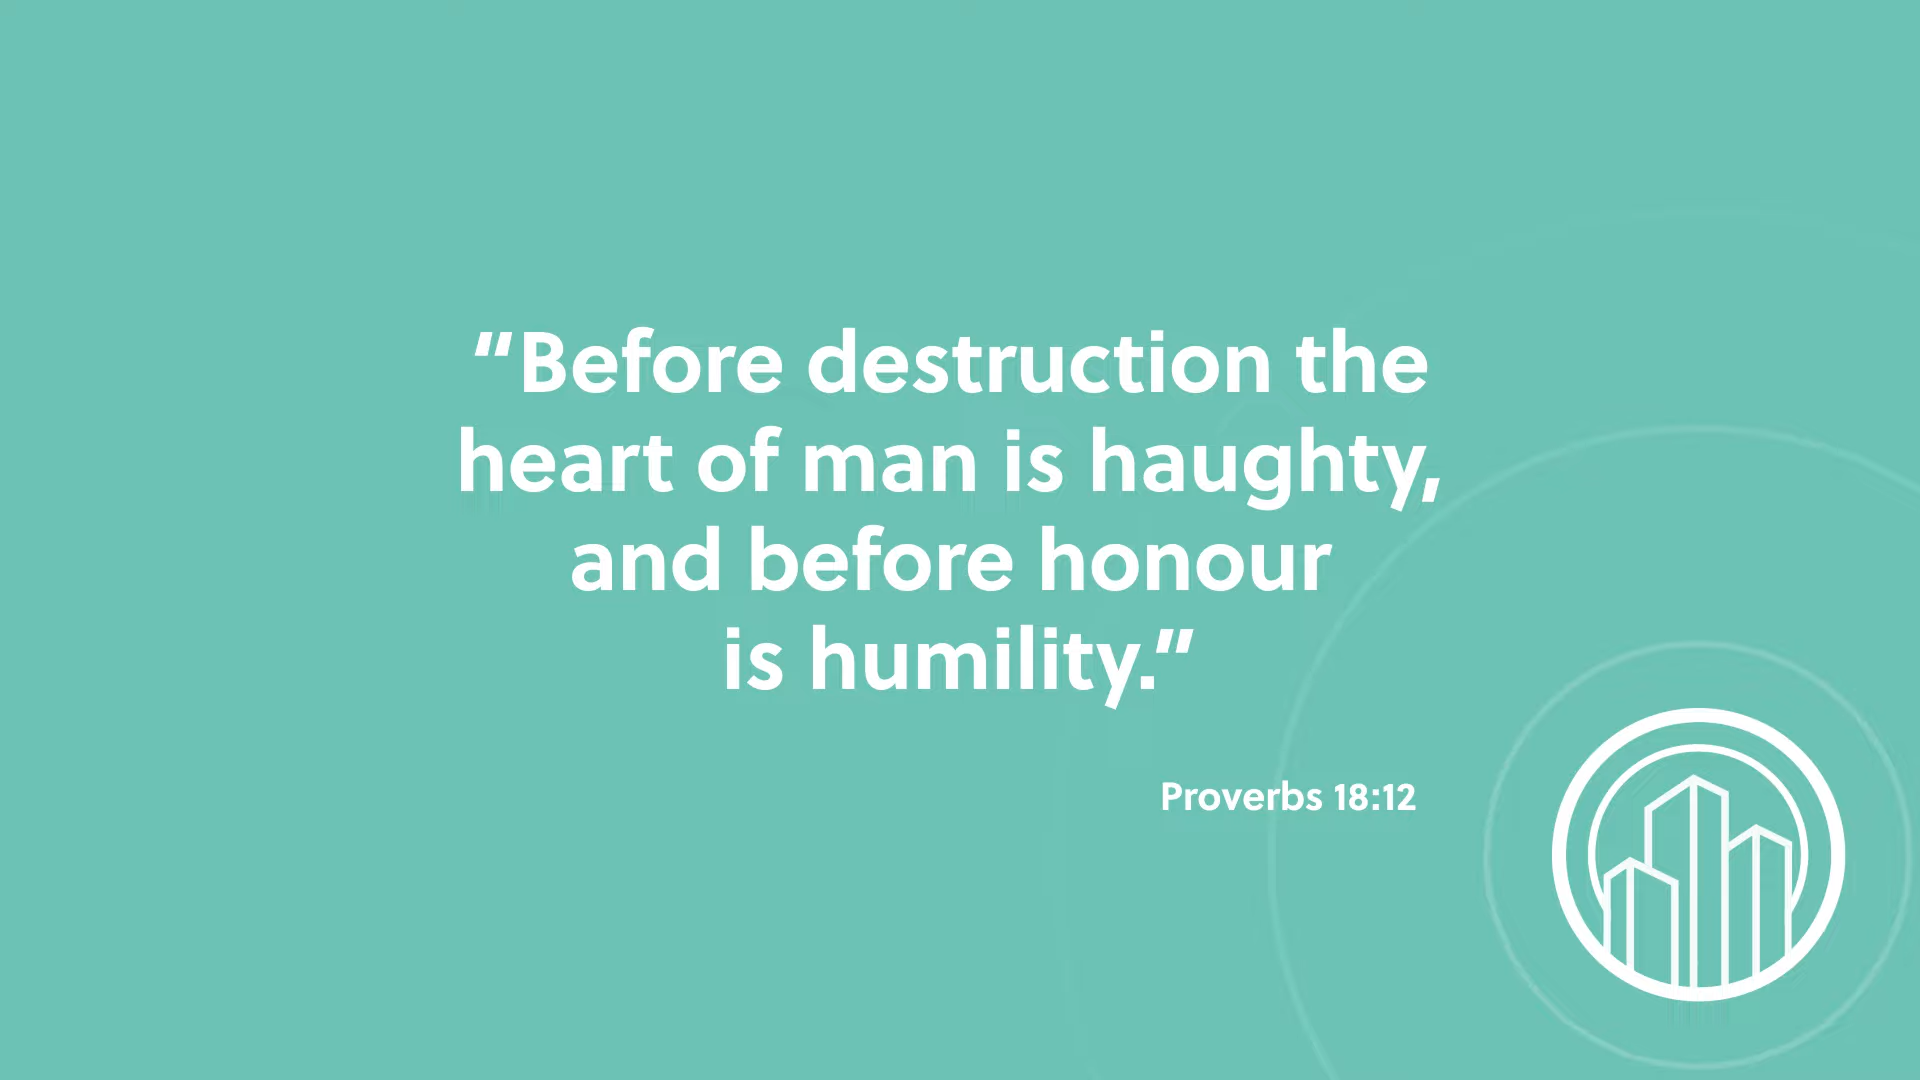 “Before destruction the
heart of man is haughty,
and before honour
is humility.”
Proverbs 18:12